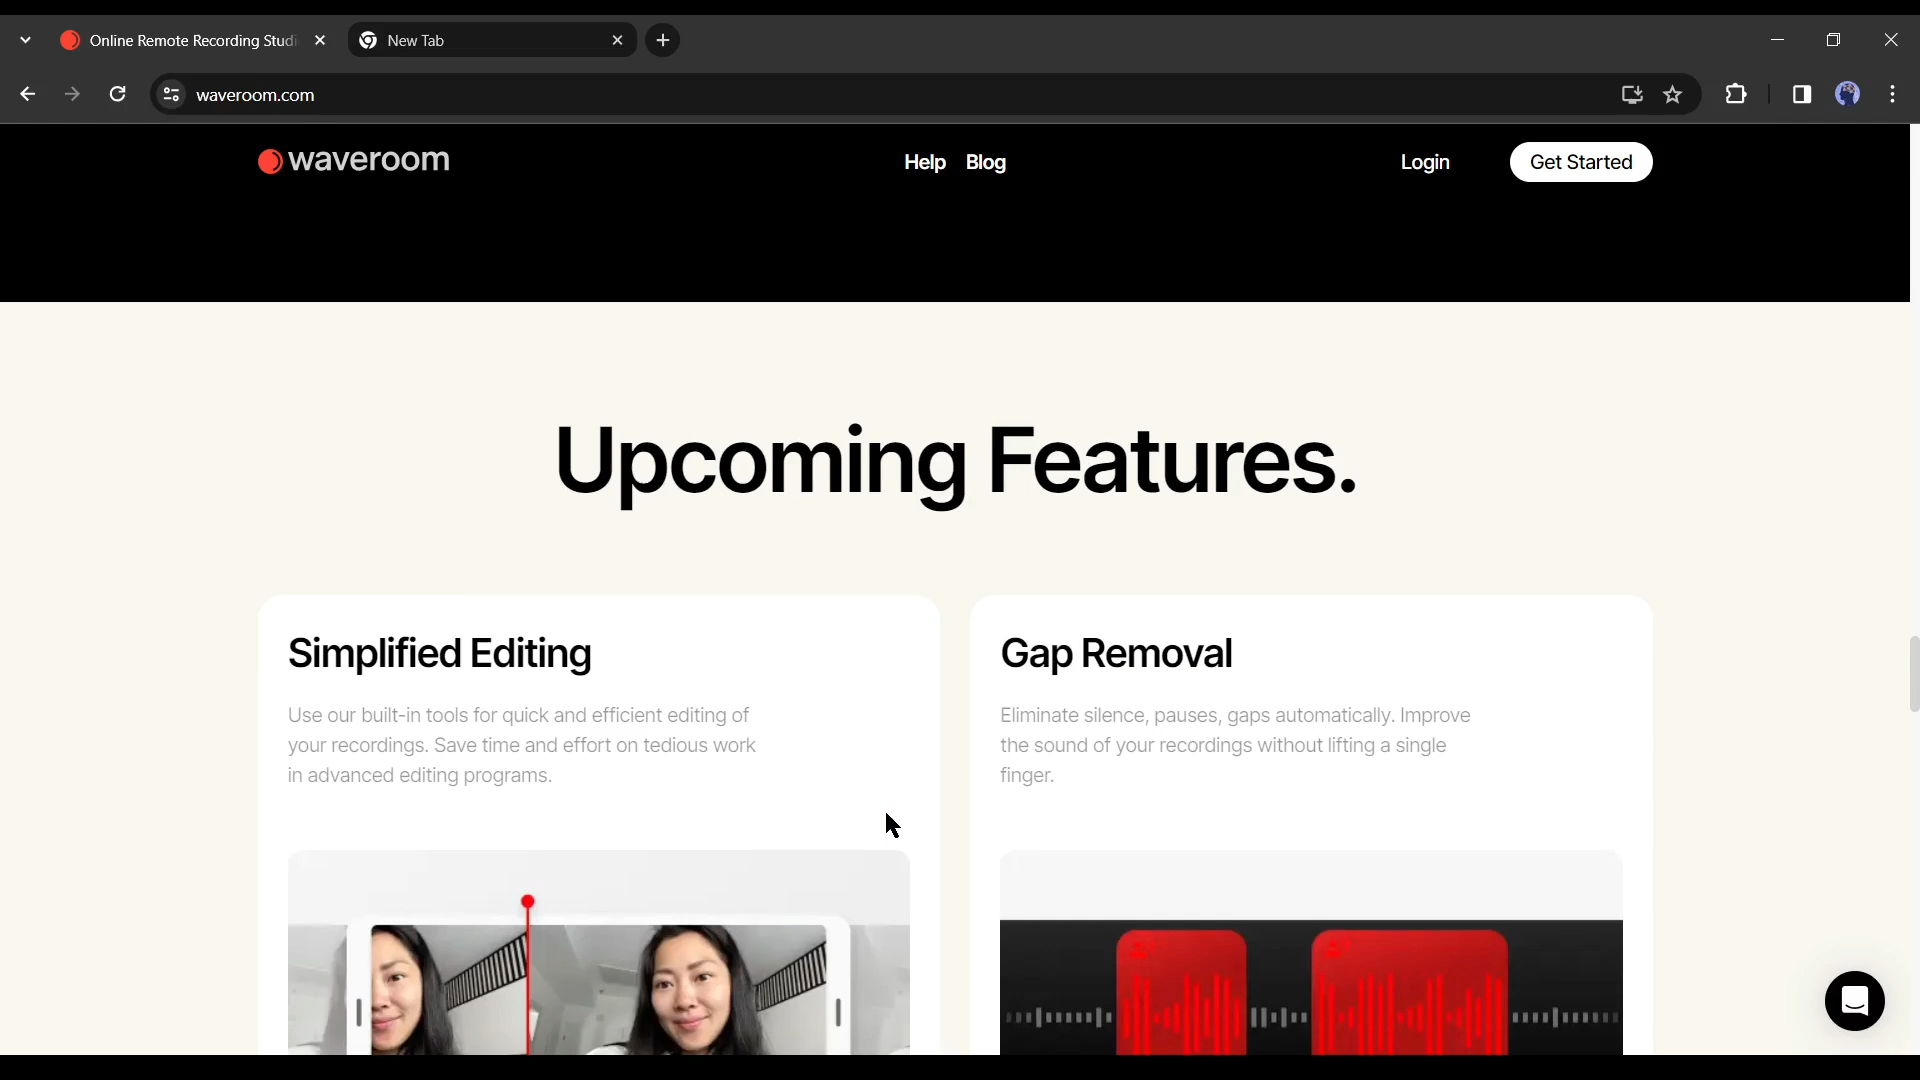 Online Remote Recording Studi
New Tab
waveroom.com
waveroom
Help Blog
Login
Get Started
Upcoming Features.
Simplified Editing
Use our built-in tools for quick and efficient editing of
your recordings. Save time and effort on tedious work
in advanced editing programs.
Gap Removal
Eliminate silence, pauses, gaps automatically. Improve
the sound of your recordings without lifting a single
finger.